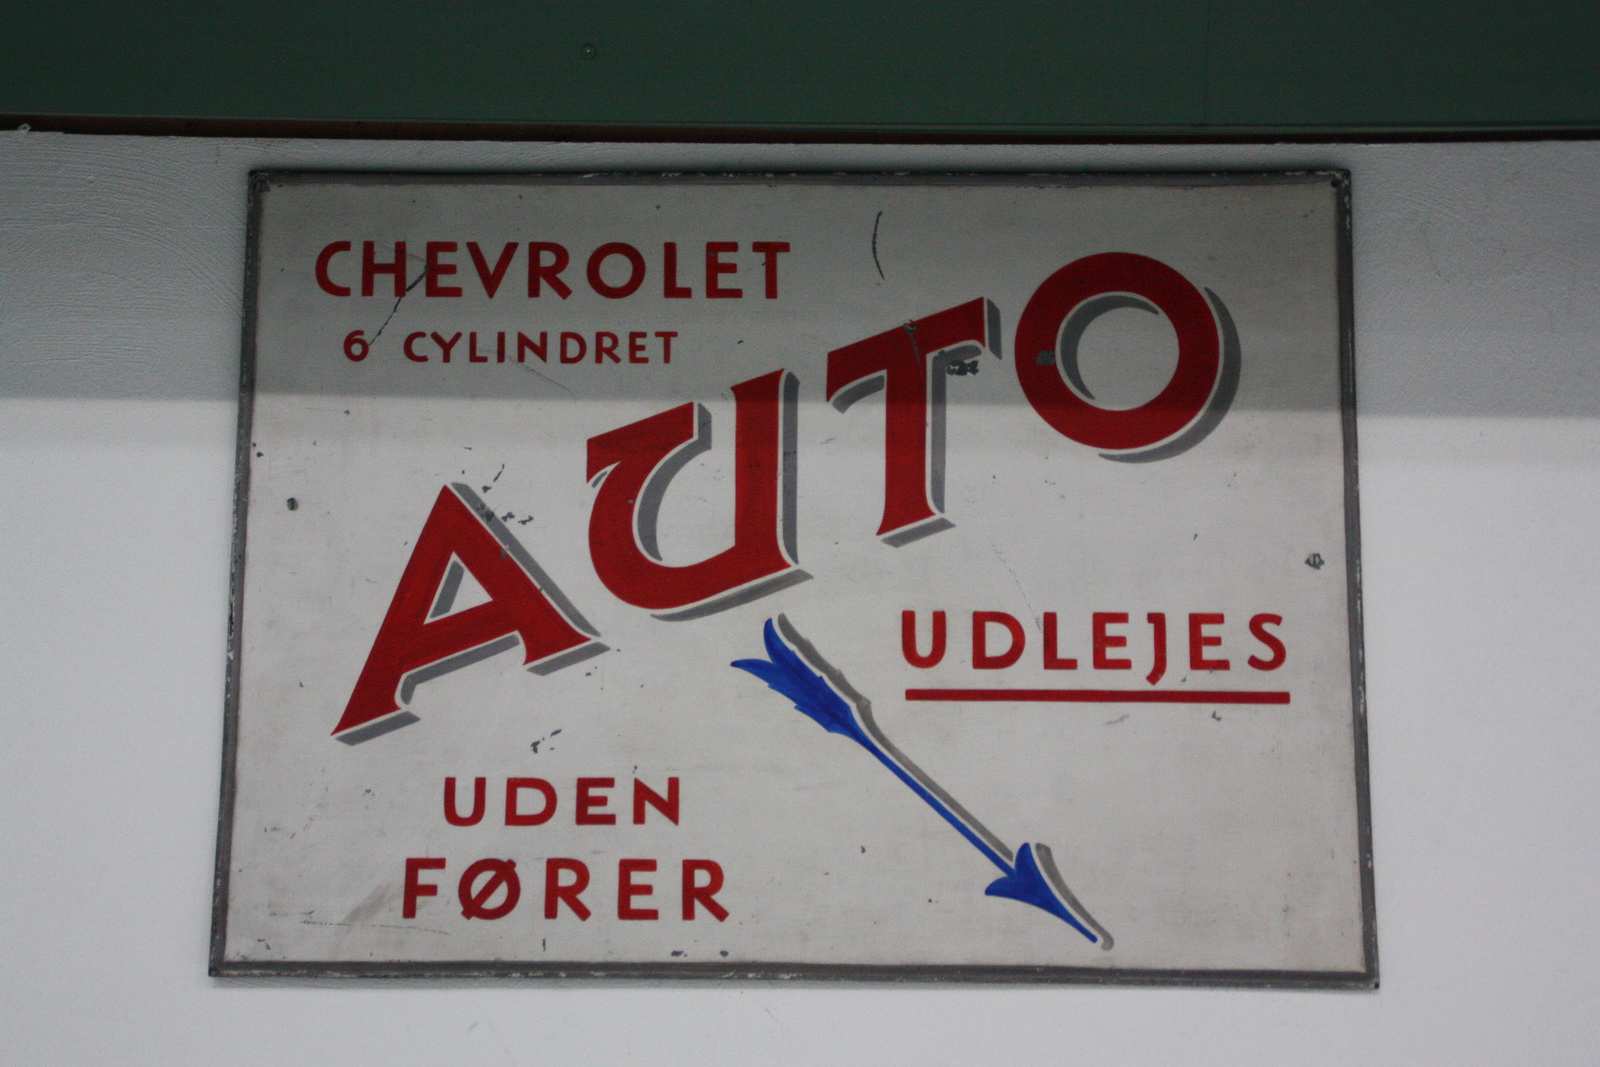 CHEVROLET
6 CYLINDRET
AUTO
UDLEJES
UDEN
FØRER